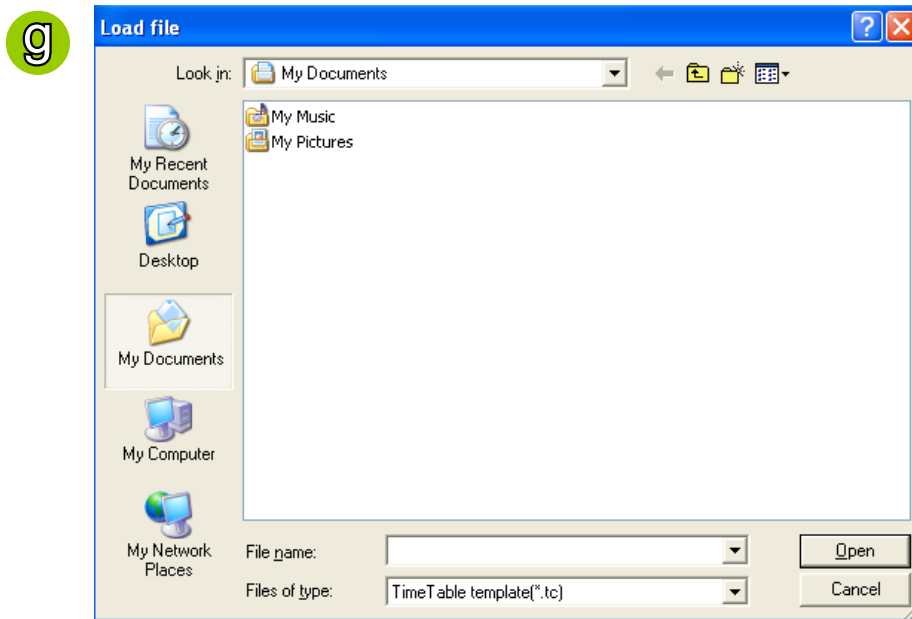 g
Load file
Look in:
My Documents
My Music
My Pictures
My Recent
Documents
Desktop
My Documents
My Computer
My Network
Places
File name:
Open
Files of type:
TimeTable template(*.tc)
Cancel